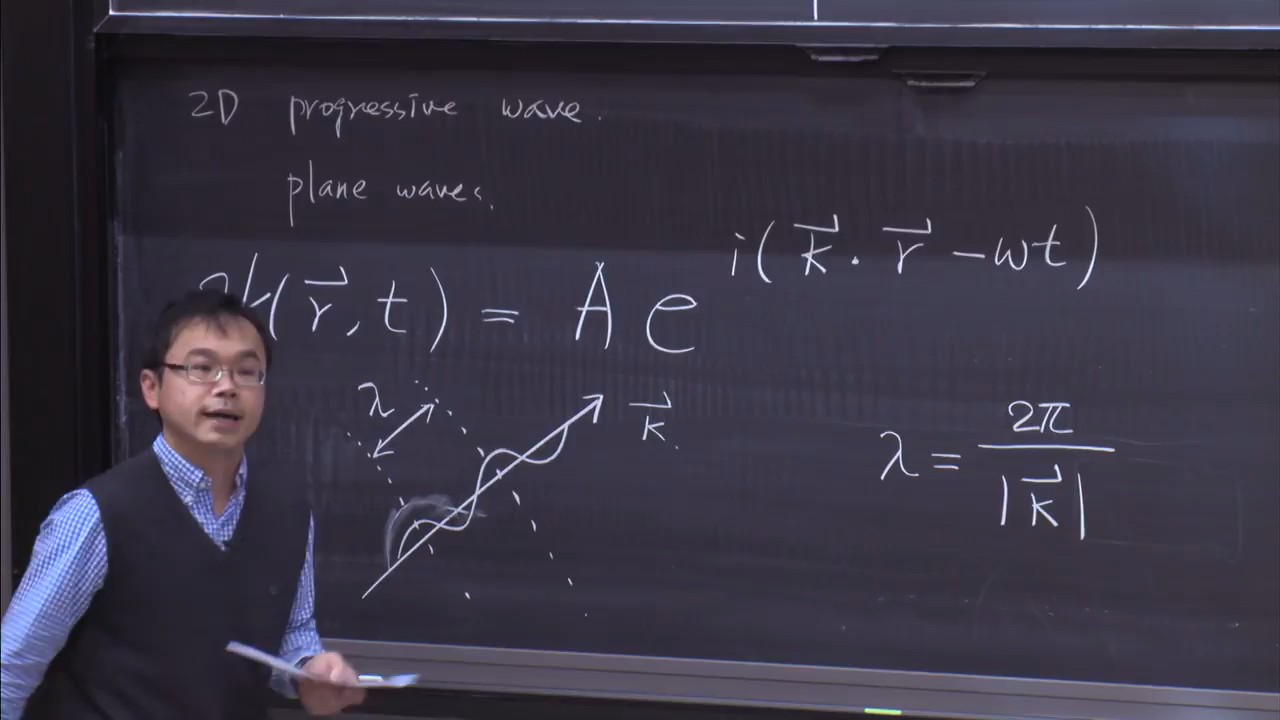 2D progressive wave.
plane waves.
ψ(r⃗, t) = A e^{i(k⃗ · r⃗ − ωt)}
λ
k⃗
λ = 2π / |k⃗|